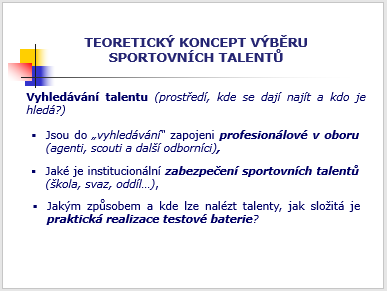 TEORETICKÝ KONCEPT VÝBĚRU
SPORTOVNÍCH TALENTŮ
Vyhledávání talentu (prostředí, kde se dají najít a kdo je
hledá?)
▪ Jsou do „vyhledávání“ zapojeni profesionálové v oboru
(agenti, scouti a další odborníci),
▪ Jaké je institucionální zabezpečení sportovních talentů
(škola, svaz, oddíl…),
▪ Jakým způsobem a kde lze nalézt talenty, jak složitá je
praktická realizace testové baterie?